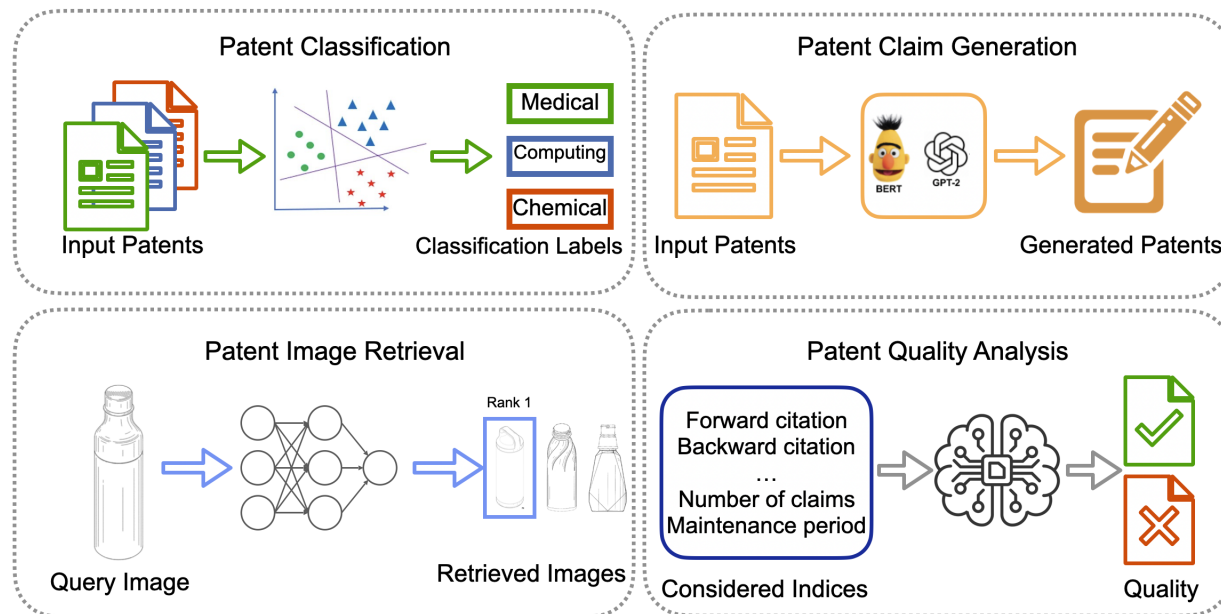 Patent Classification
Medical
Computing
Chemical
Input Patents
Classification Labels
Patent Claim Generation
BERT
GPT-2
Input Patents
Generated Patents
Patent Image Retrieval
Rank 1
Query Image
Retrieved Images
Patent Quality Analysis
Forward citation
Backward citation
...
Number of claims
Maintenance period
Considered Indices
Quality